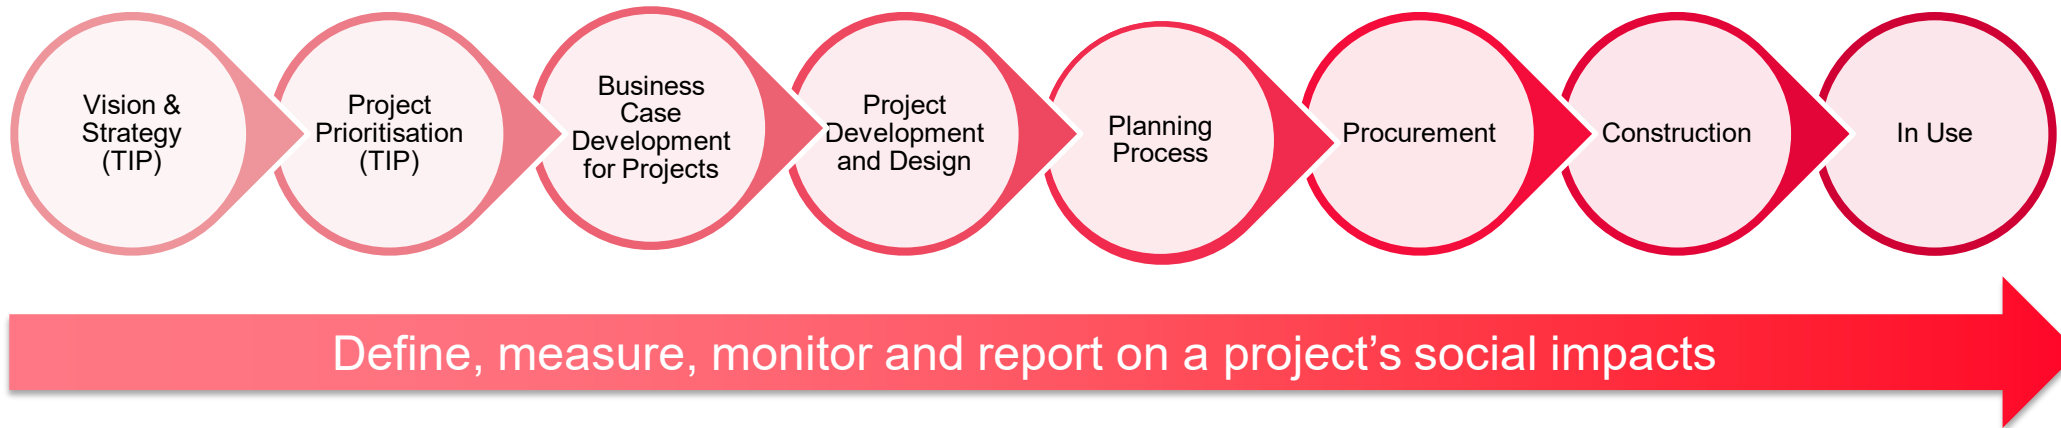 Vision &
Strategy
(TIP)
Project
Prioritisation
(TIP)
Business
Case
Development
for Projects
Project
Development
and Design
Planning
Process
Procurement
Construction
In Use
Define, measure, monitor and report on a project’s social impacts